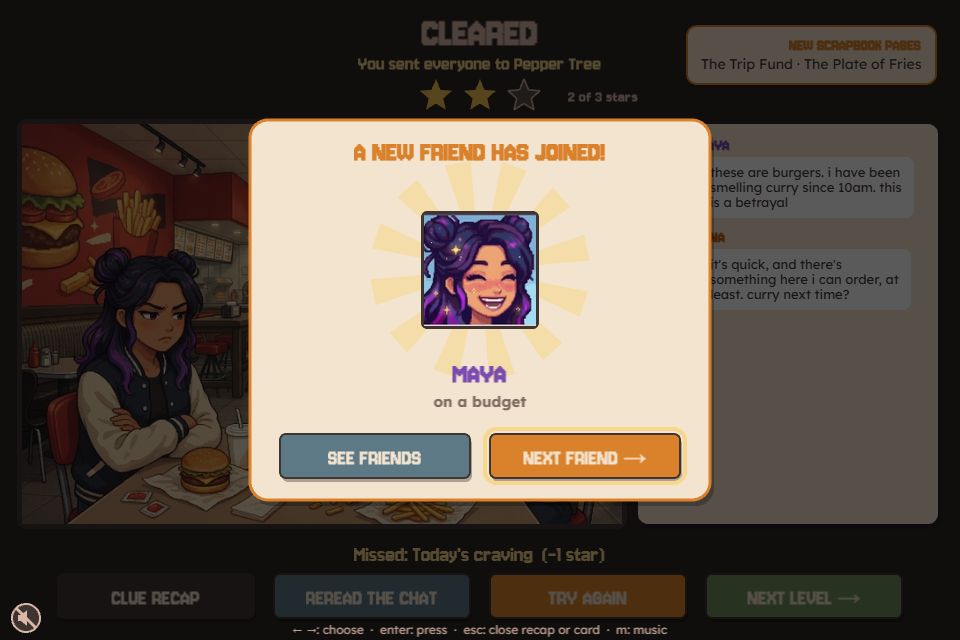 CLEARED
You sent everyone to Pepper Tree
2 of 3 stars
NEW SCRAPBOOK PAGES
The Trip Fund · The Plate of Fries
A NEW FRIEND HAS JOINED!
MAYA
on a budget
SEE FRIENDS
NEXT FRIEND →
these are burgers. i have been
smelling curry since 10am. this
is a betrayal
it's quick, and there's
something here i can order, at
least. curry next time?
Missed: Today's craving (-1 star)
CLUE RECAP
REREAD THE CHAT
TRY AGAIN
NEXT LEVEL →
← →: choose · enter: press · esc: close recap or card · m: music